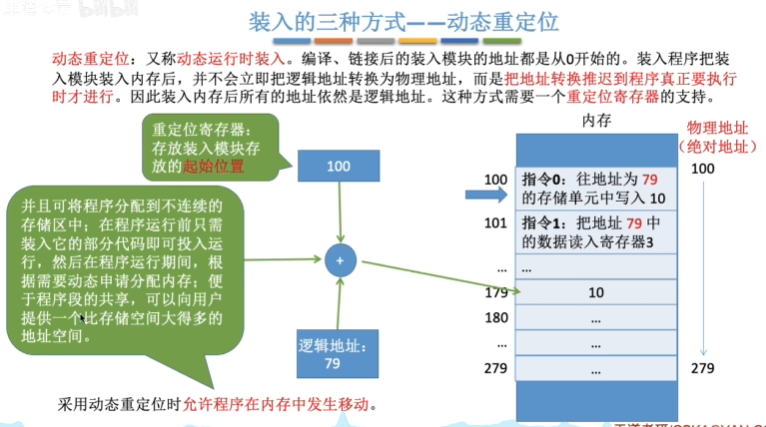 装入的三种方式——动态重定位
动态重定位：又称动态运行时装入。编译、链接后的装入模块的地址都是从0开始的。装入程序把装
入模块装入内存后，并不会立即把逻辑地址转换为物理地址，而是把地址转换推迟到程序真正要执行
时才进行。因此装入内存后所有的地址依然是逻辑地址。这种方式需要一个重定位寄存器的支持。
重定位寄存器：
存放装入模块存
放的起始位置
100
并且可将程序分配到不连续的
存储区中；在程序运行前只需
装入它的部分代码即可投入运
行，然后在程序运行期间，根
据需要动态申请分配内存；便
于程序段的共享，可以向用户
提供一个比存储空间大得多的
地址空间。
+
逻辑地址：
79
内存
物理地址
（绝对地址）
100
指令0：往地址为 79
的存储单元中写入 10
100
101
指令1：把地址 79 中
的数据读入寄存器3
...
...
179
10
180
...
...
...
279
...
279
采用动态重定位时允许程序在内存中发生移动。